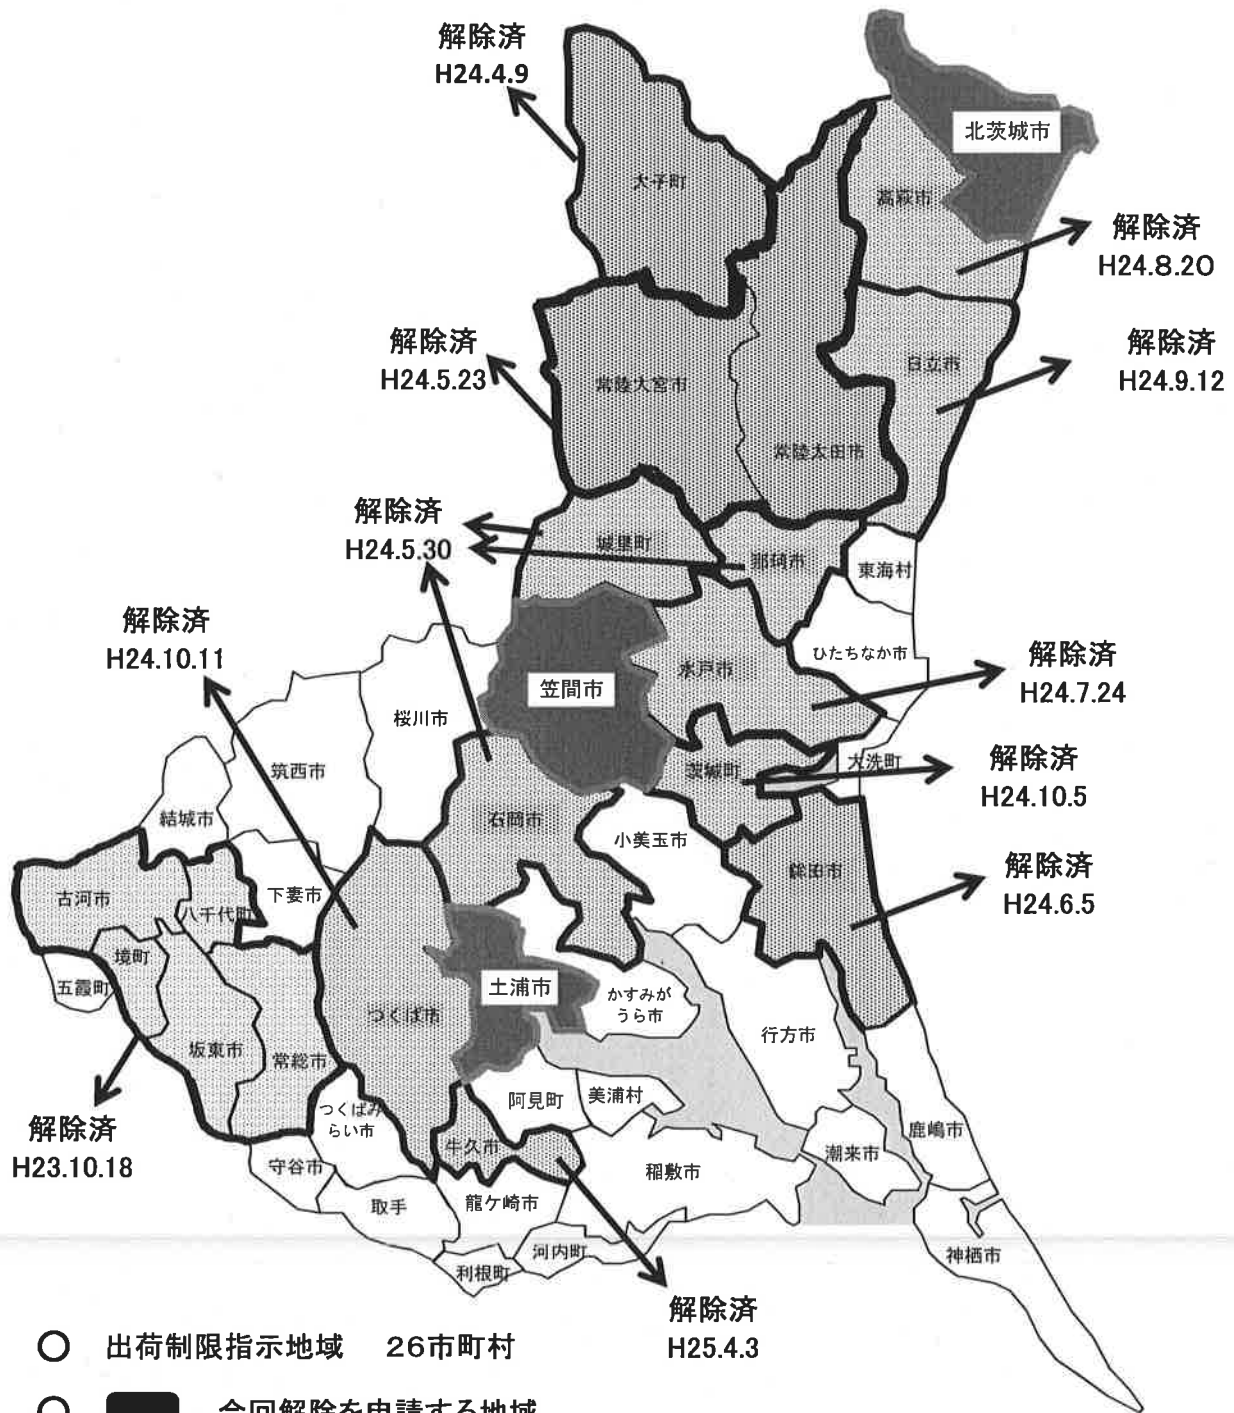 解除済
H24.4.9
北茨城市
大子町
高萩市
解除済
H24.8.20
解除済
H24.5.23
常陸大宮市
日立市
解除済
H24.9.12
常陸太田市
解除済
H24.5.30
城里町
那珂市
東海村
解除済
H24.10.11
ひたちなか市
水戸市
解除済
H24.7.24
笠間市
桜川市
筑西市
茨城町
大洗町
解除済
H24.10.5
結城市
石岡市
小美玉市
鉾田市
解除済
H24.6.5
古河市
八千代町
下妻市
境町
五霞町
土浦市
かすみが
うら市
つくば市
行方市
坂東市
常総市
阿見町
美浦村
つくばみ
らい市
解除済
H23.10.18
牛久市
鹿嶋市
潮来市
守谷市
稲敷市
取手
龍ケ崎市
河内町
利根町
神栖市
解除済
H25.4.3
○ 出荷制限指示地域 26市町村
今回解除を申請する地域